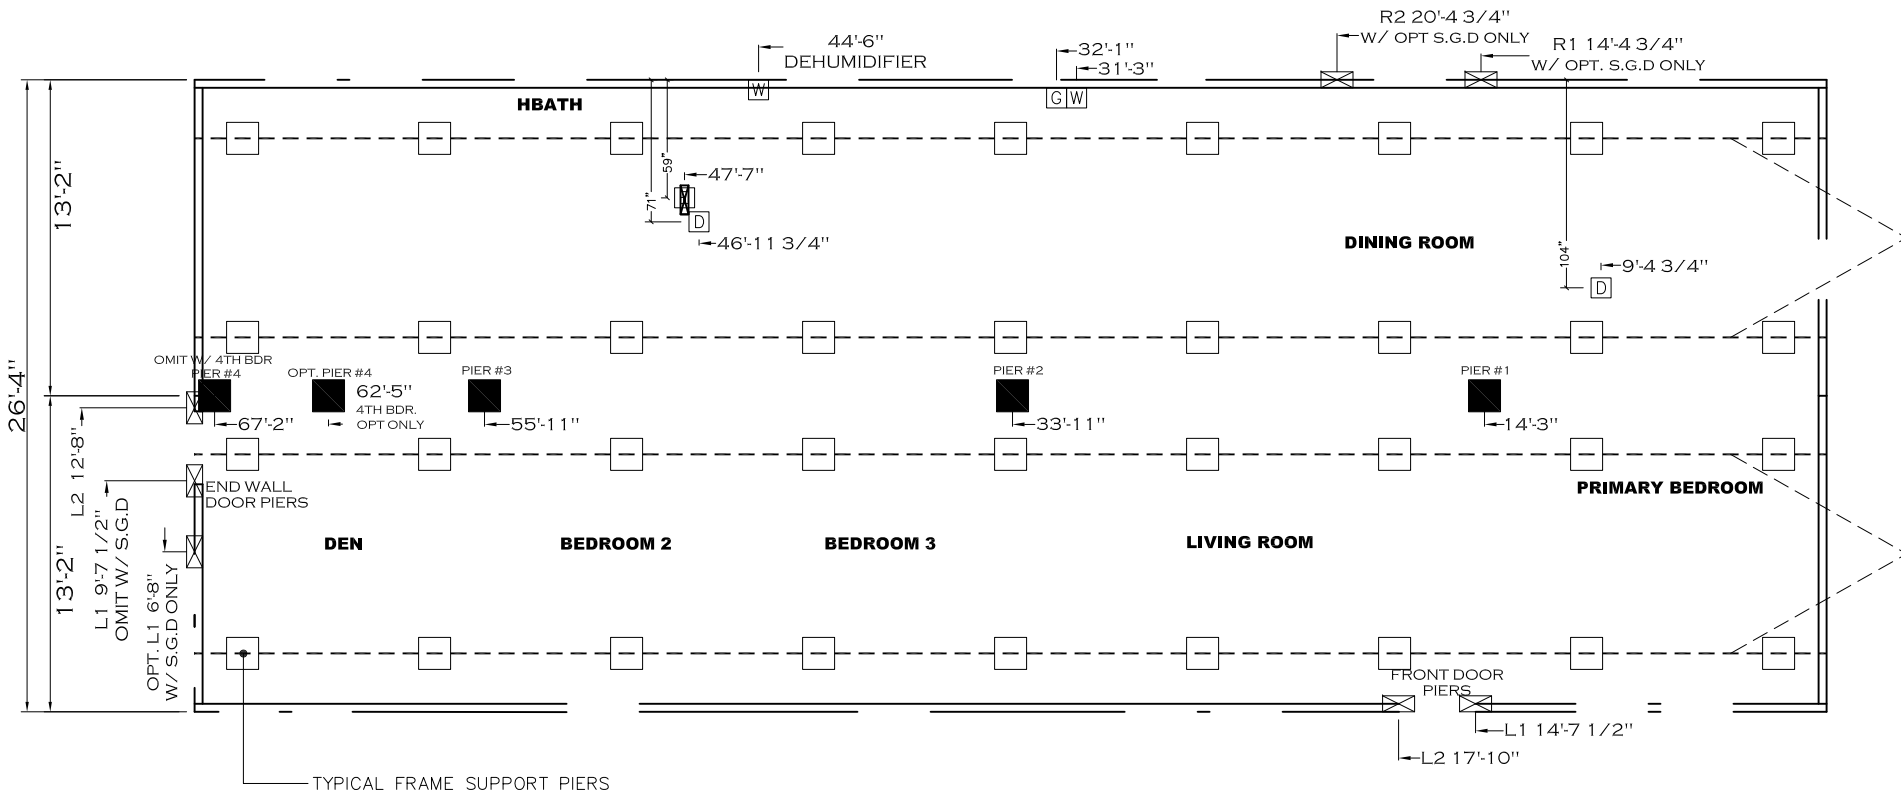 R2 20'-4 3/4"
W/ OPT S.G.D ONLY
R1 14'-4 3/4"
W/ OPT. S.G.D ONLY
44'-6"
DEHUMIDIFIER
32'-1"
31'-3"
W
G W
HBATH
59"
71"
47'-7"
D
46'-11 3/4"
DINING ROOM
104"
9'-4 3/4"
D
13'-2"
26'-4"
13'-2"
OMIT W/ 4TH BDR
PIER #4
67'-2"
OPT. PIER #4
62'-5"
4TH BDR.
OPT ONLY
PIER #3
55'-11"
PIER #2
33'-11"
PIER #1
14'-3"
L2 12'-8"
L1 9'-7 1/2"
OMIT W/ S.G.D
OPT. L1 6'-8"
W/ S.G.D ONLY
END WALL
DOOR PIERS
PRIMARY BEDROOM
DEN
BEDROOM 2
BEDROOM 3
LIVING ROOM
FRONT DOOR
PIERS
L1 14'-7 1/2"
L2 17'-10"
TYPICAL FRAME SUPPORT PIERS